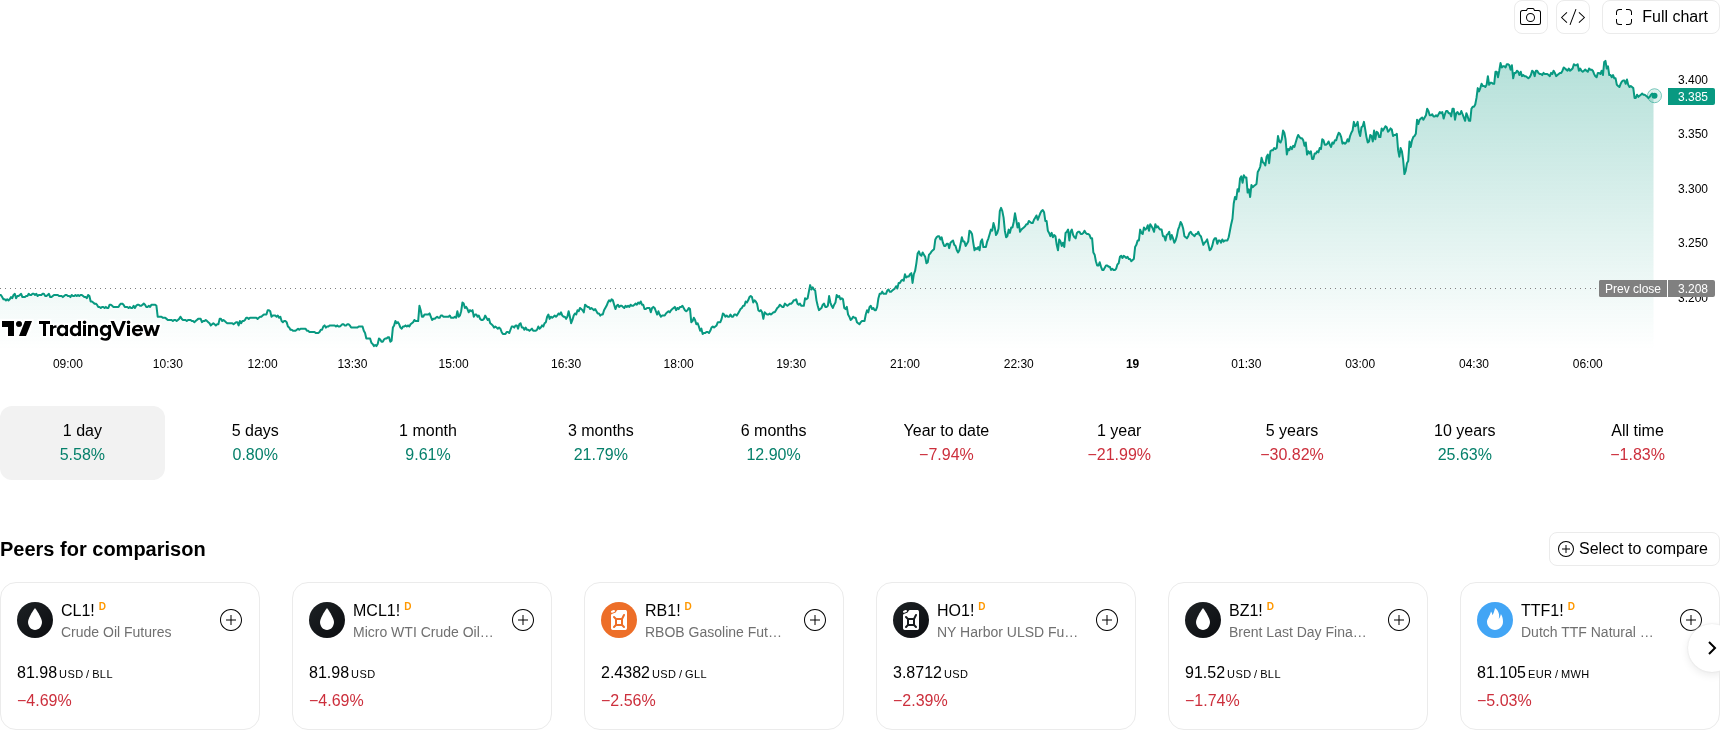 Full chart
3.400
3.385
3.350
3.300
3.250
Prev close 3.208
3.200
TradingView
09:00 10:30 12:00 13:30 15:00 16:30 18:00 19:30 21:00 22:30 19 01:30 03:00 04:30 06:00
1 day 5 days 1 month 3 months 6 months Year to date 1 year 5 years 10 years All time
5.58% 0.80% 9.61% 21.79% 12.90% −7.94% −21.99% −30.82% 25.63% −1.83%
Peers for comparison
Select to compare
CL1! D
Crude Oil Futures
81.98 USD / BLL
−4.69%
MCL1! D
Micro WTI Crude Oil…
81.98 USD
−4.69%
RB1! D
RBOB Gasoline Fut…
2.4382 USD / GLL
−2.56%
HO1! D
NY Harbor ULSD Fu…
3.8712 USD
−2.39%
BZ1! D
Brent Last Day Fina…
91.52 USD / BLL
−1.74%
TTF1! D
Dutch TTF Natural …
81.105 EUR / MWH
−5.03%